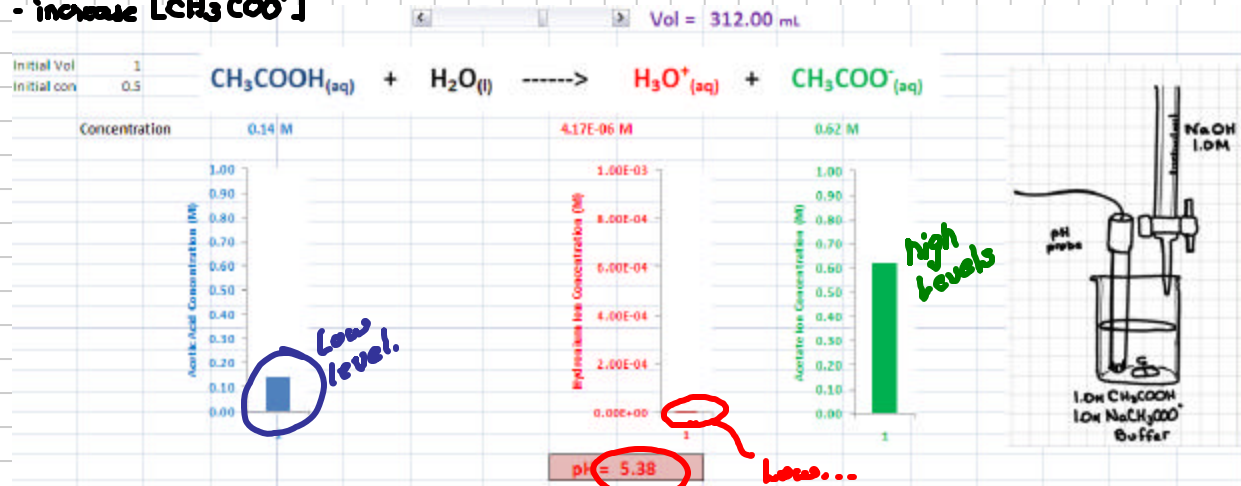 - increase [CH3COO-]
Vol = 312.00 mL
Initial Vol 1
Initial con 0.5
CH₃COOH(aq) + H₂O(l) ------> H₃O⁺(aq) + CH₃COO⁻(aq)
Concentration 0.14 M 4.17E-06 M 0.62 M
Acetic Acid Concentration (M)
1.00
0.90
0.80
0.70
0.60
0.50
0.40
0.30
0.20
0.10
0.00
Low
level.
Hydronium Ion Concentration (M)
1.00E-03
8.00E-04
6.00E-04
4.00E-04
2.00E-04
0.00E+00
1
pH = 5.38
Acetate Ion Concentration (M)
1.00
0.90
0.80
0.70
0.60
0.50
0.40
0.30
0.20
0.10
0.00
1
high
Levels
NaOH
1.0M
pH
probe
1.0M CH₃COOH
1.0M NaCH₃COO⁻
Buffer